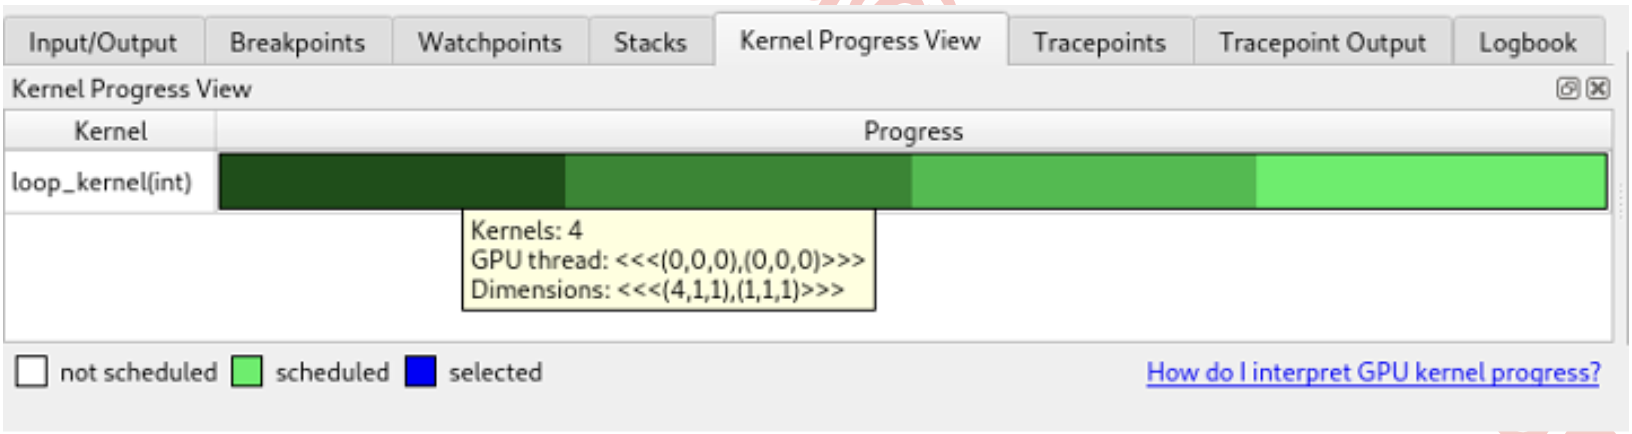 Input/Output Breakpoints Watchpoints Stacks Kernel Progress View Tracepoints Tracepoint Output Logbook
Kernel Progress View
Kernel Progress
loop_kernel(int)
Kernels: 4
GPU thread: <<<(0,0,0),(0,0,0)>>>
Dimensions: <<<(4,1,1),(1,1,1)>>>
not scheduled scheduled selected How do I interpret GPU kernel progress?